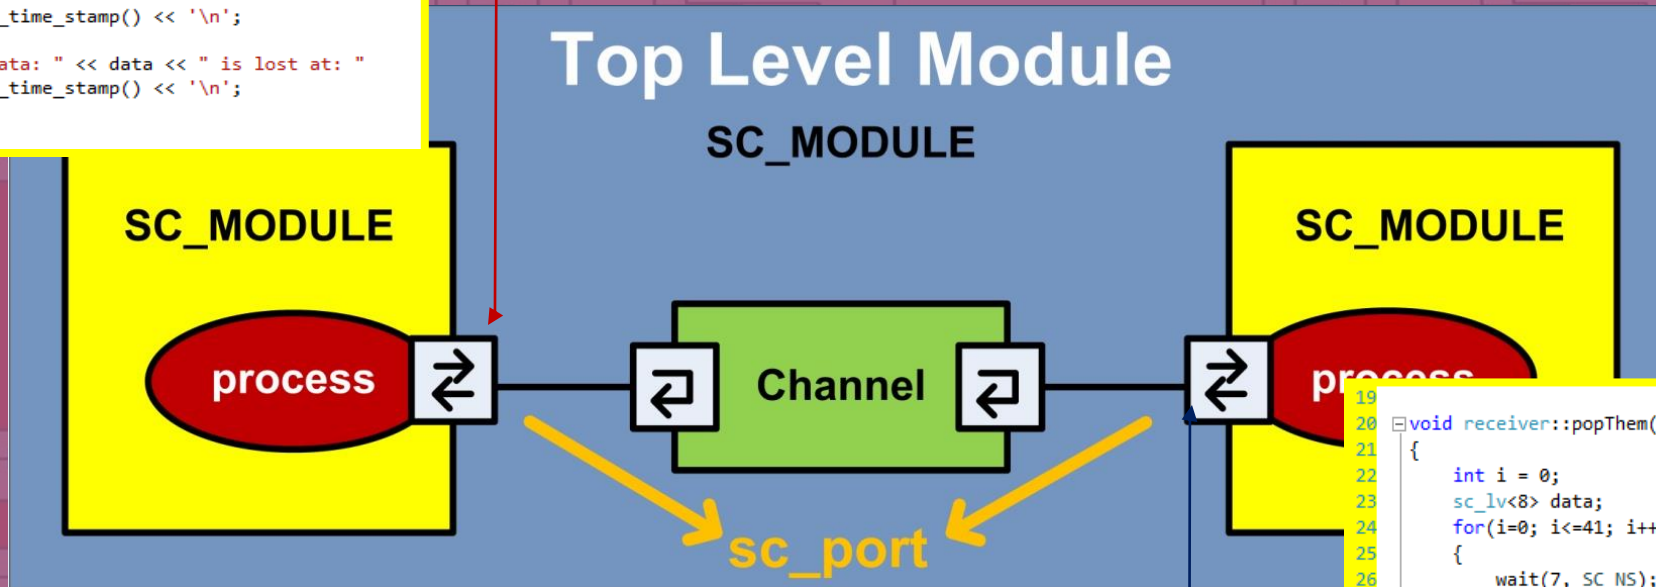 _time_stamp() << '\n';
ata: " << data << " is lost at: "
_time_stamp() << '\n';
Top Level Module
SC_MODULE
SC_MODULE
SC_MODULE
process
Channel
process
sc_port
19
20 void receiver::popThem(
21 {
22 int i = 0;
23 sc_lv<8> data;
24 for(i=0; i<=41; i++
25 {
26 wait(7, SC_NS);